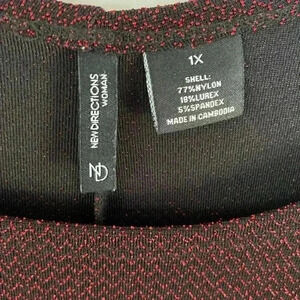 NEW DIRECTIONS
WOMAN
ND
1X
SHELL:
77%NYLON
18%LUREX
5%SPANDEX
MADE IN CAMBODIA